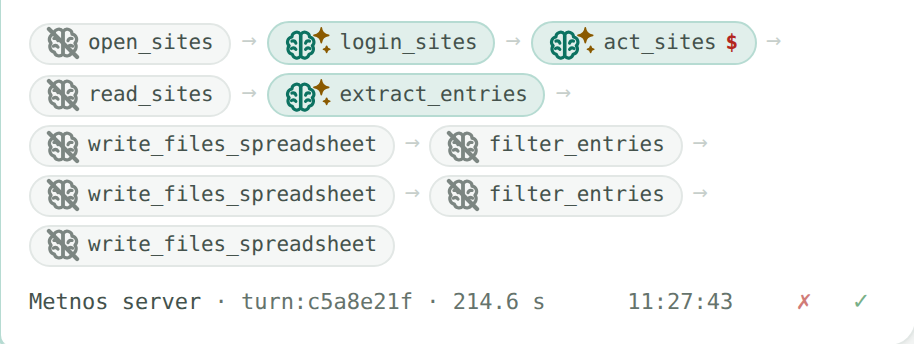 open_sites → login_sites → act_sites $ →
read_sites → extract_entries →
write_files_spreadsheet → filter_entries →
write_files_spreadsheet → filter_entries →
write_files_spreadsheet
Metnos server · turn:c5a8e21f · 214.6 s 11:27:43 ✗ ✓